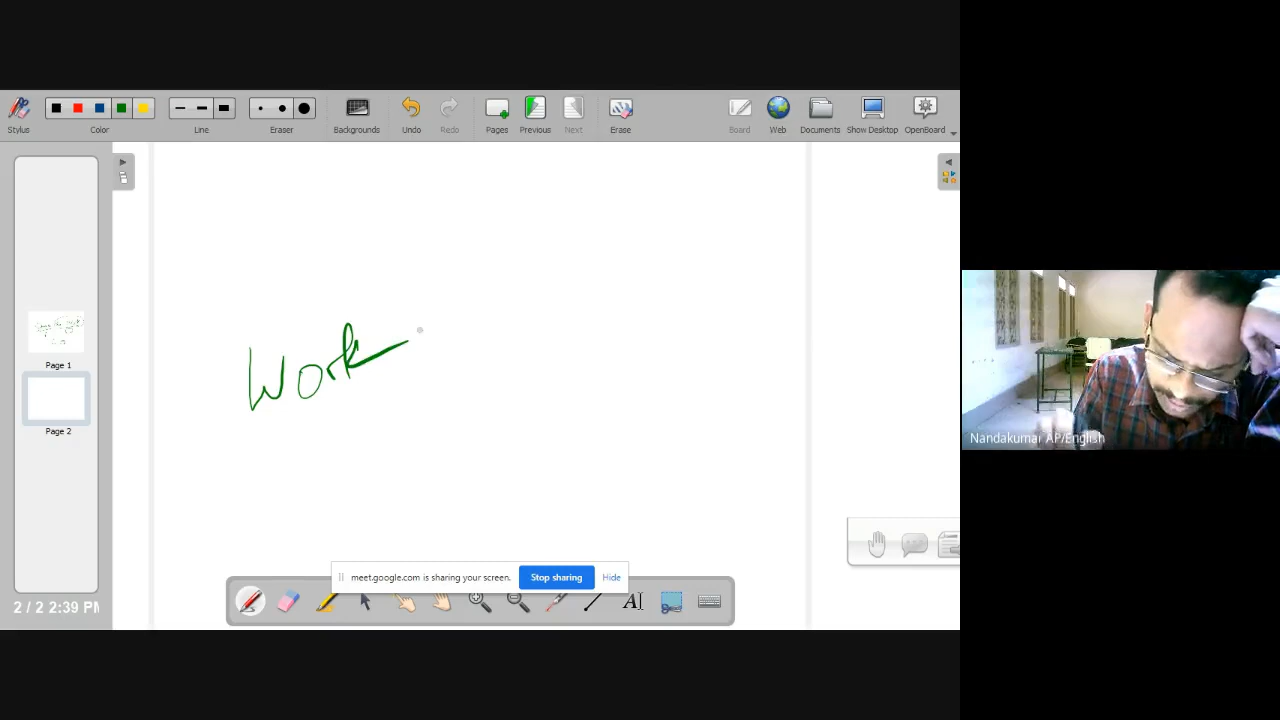 Stylus
Color
Line
Eraser
Backgrounds
Undo
Redo
Pages
Previous
Next
Erase
Board
Web
Documents
Show Desktop
OpenBoard
Work
Page 1
Page 2
2 / 2 2:39 PM
meet.google.com is sharing your screen.
Stop sharing
Hide
A
Nandakumar AP/English